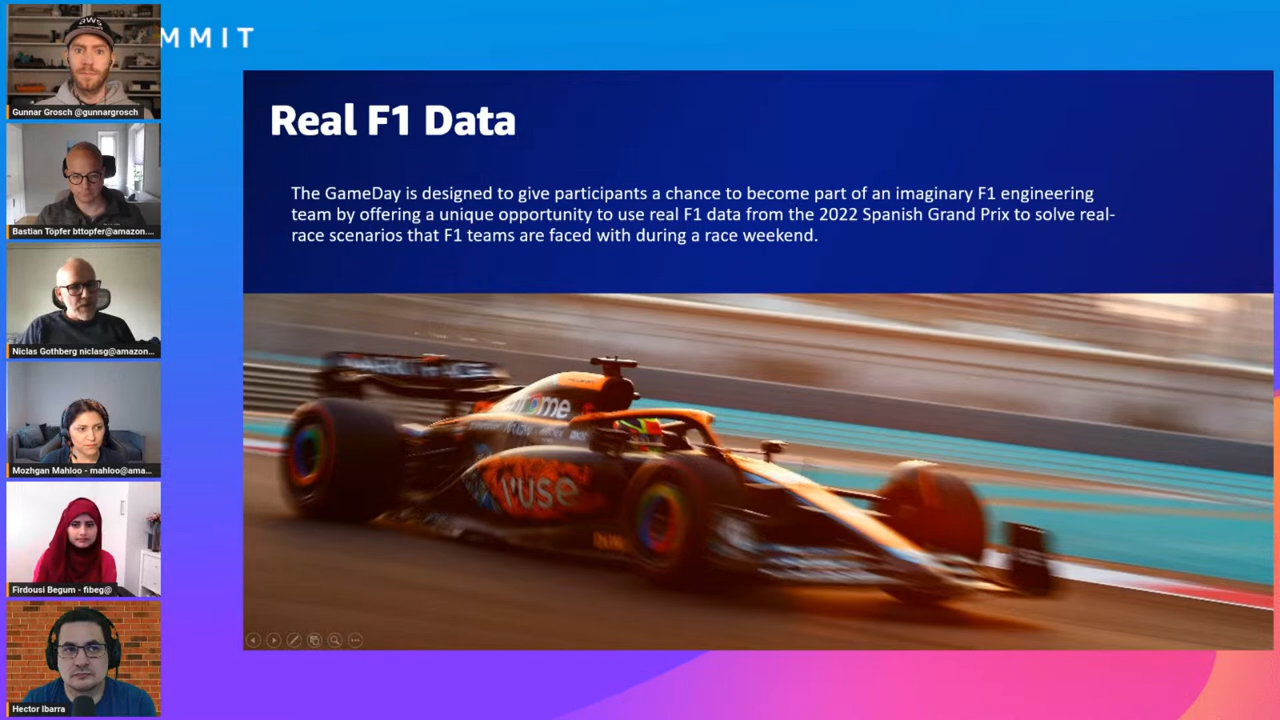 aws
MMIT
Gunnar Grosch @gunnargrosch
Bastian Töpfer bttopfer@amazon....
Niclas Gothberg niclasg@amazon...
Mozhgan Mahloo - mahloo@ama...
Firdousi Begum - fibeg@
Hector Ibarra
Real F1 Data
The GameDay is designed to give participants a chance to become part of an imaginary F1 engineering
team by offering a unique opportunity to use real F1 data from the 2022 Spanish Grand Prix to solve real-
race scenarios that F1 teams are faced with during a race weekend.
vuse